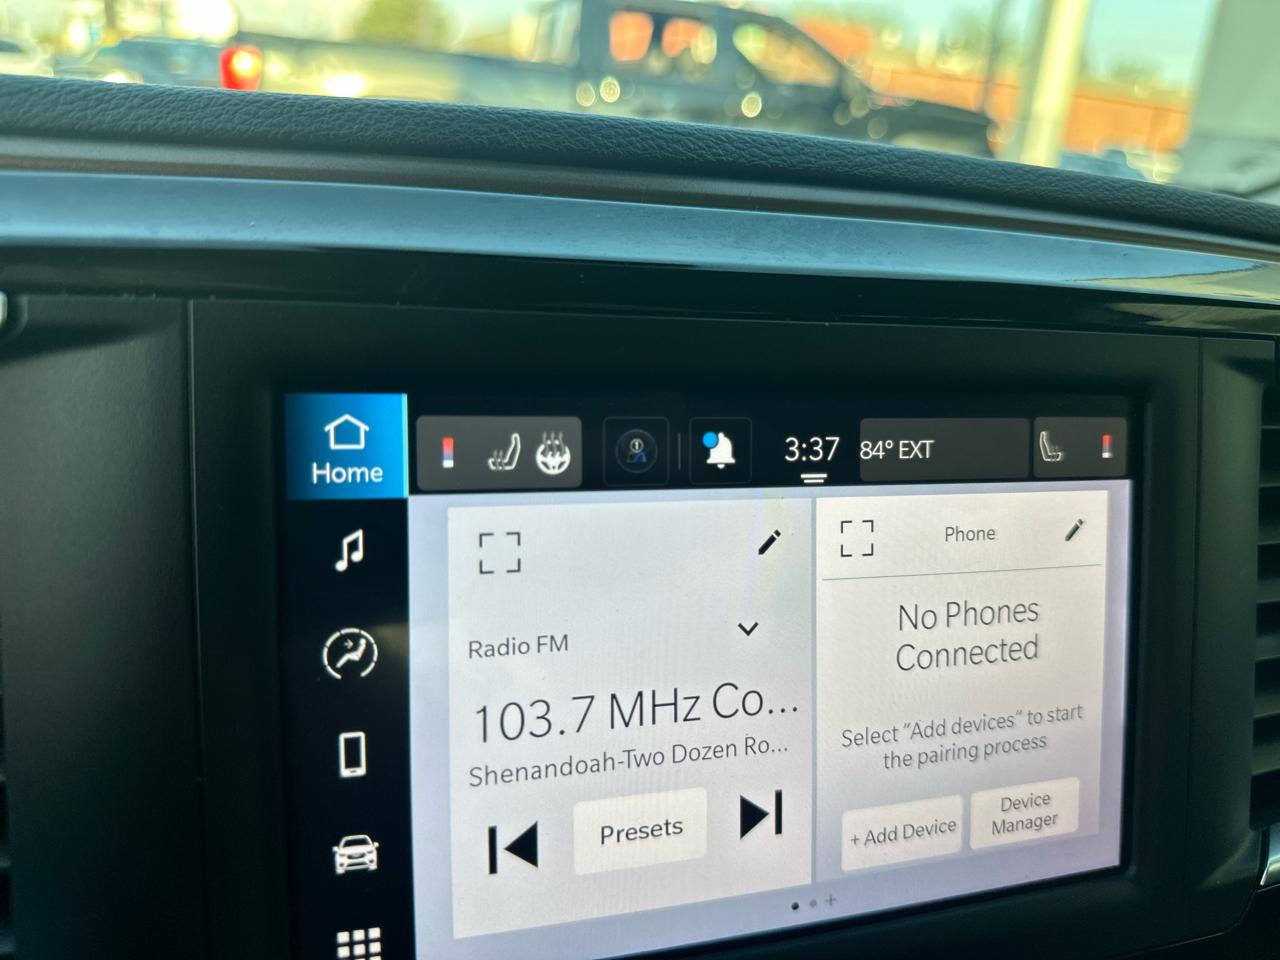 Home
3:37
84° EXT
Radio FM
103.7 MHz Co...
Shenandoah-Two Dozen Ro...
Presets
Phone
No Phones
Connected
Select "Add devices" to start
the pairing process
+ Add Device
Device
Manager